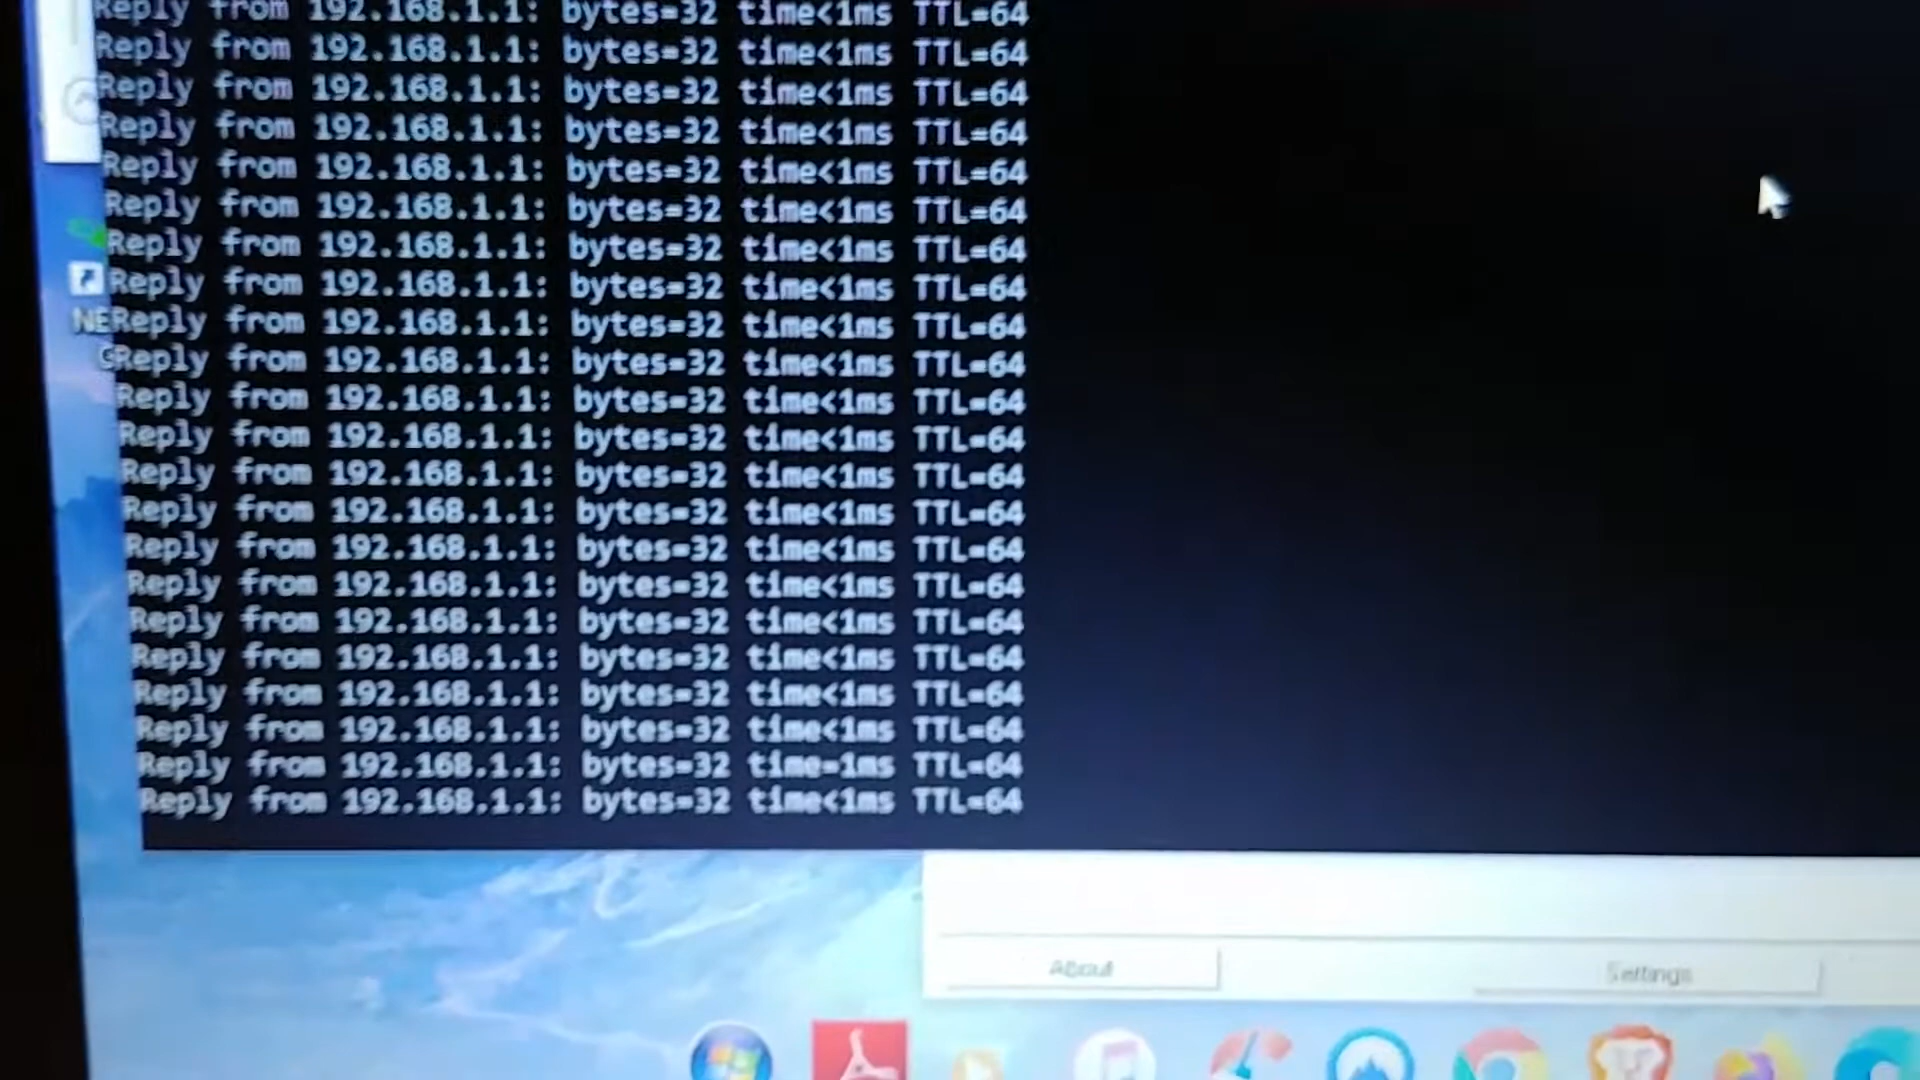 Reply from 192.168.1.1: bytes=32 time<1ms TTL=64
Reply from 192.168.1.1: bytes=32 time<1ms TTL=64
Reply from 192.168.1.1: bytes=32 time<1ms TTL=64
Reply from 192.168.1.1: bytes=32 time<1ms TTL=64
Reply from 192.168.1.1: bytes=32 time<1ms TTL=64
Reply from 192.168.1.1: bytes=32 time<1ms TTL=64
Reply from 192.168.1.1: bytes=32 time<1ms TTL=64
Reply from 192.168.1.1: bytes=32 time<1ms TTL=64
NE Reply from 192.168.1.1: bytes=32 time<1ms TTL=64
Reply from 192.168.1.1: bytes=32 time<1ms TTL=64
Reply from 192.168.1.1: bytes=32 time<1ms TTL=64
Reply from 192.168.1.1: bytes=32 time<1ms TTL=64
Reply from 192.168.1.1: bytes=32 time<1ms TTL=64
Reply from 192.168.1.1: bytes=32 time<1ms TTL=64
Reply from 192.168.1.1: bytes=32 time<1ms TTL=64
Reply from 192.168.1.1: bytes=32 time<1ms TTL=64
Reply from 192.168.1.1: bytes=32 time<1ms TTL=64
Reply from 192.168.1.1: bytes=32 time<1ms TTL=64
Reply from 192.168.1.1: bytes=32 time<1ms TTL=64
Reply from 192.168.1.1: bytes=32 time<1ms TTL=64
Reply from 192.168.1.1: bytes=32 time=1ms TTL=64
Reply from 192.168.1.1: bytes=32 time<1ms TTL=64
About
Settings